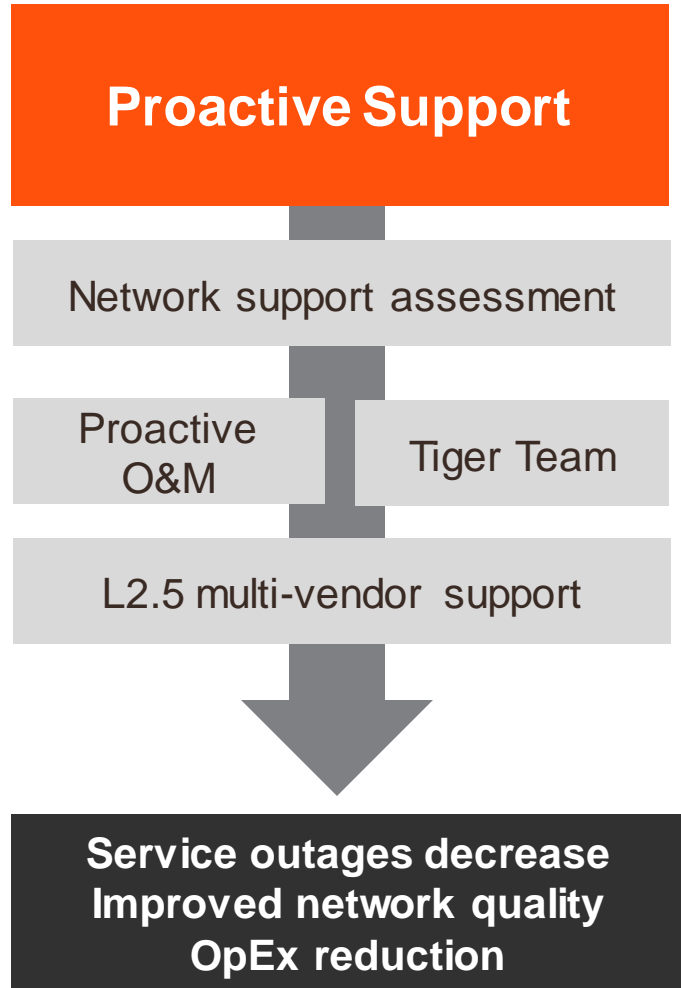 Proactive Support
Network support assessment
Proactive
O&M
Tiger Team
L2.5 multi-vendor support
Service outages decrease
Improved network quality
OpEx reduction